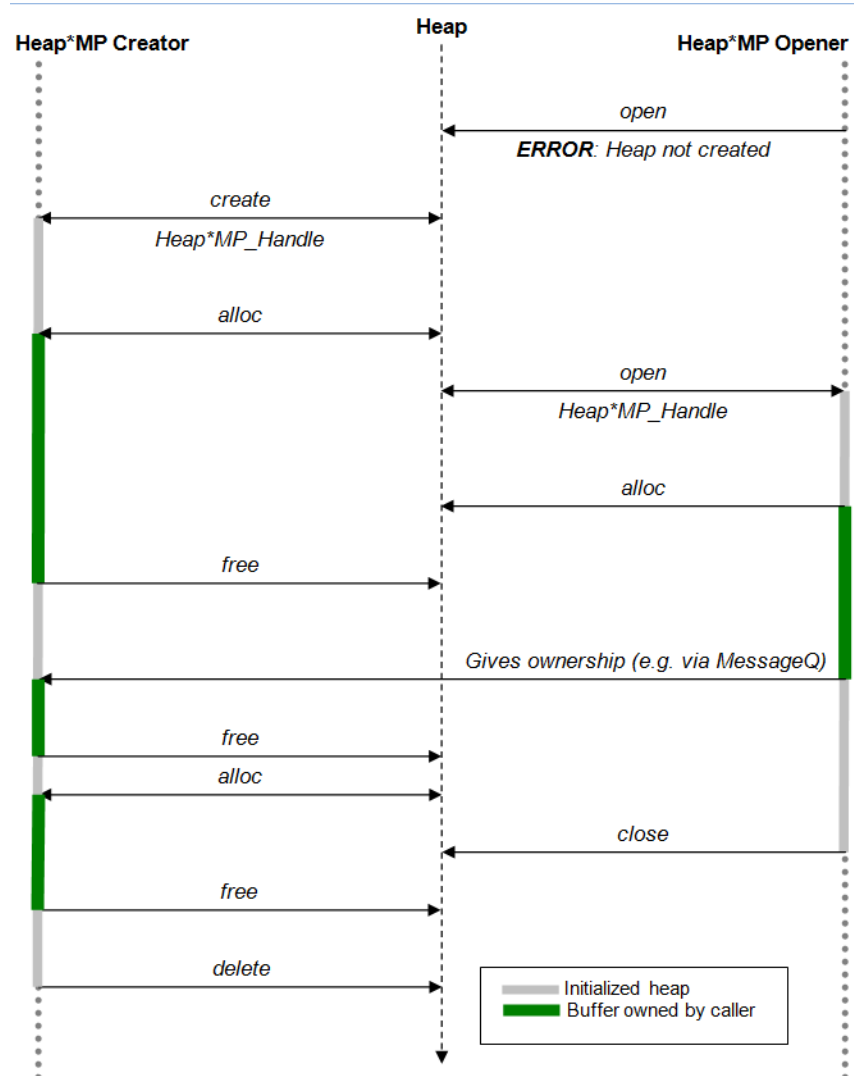 Heap*MP Creator
Heap
Heap*MP Opener
open
ERROR: Heap not created
create
Heap*MP_Handle
alloc
open
Heap*MP_Handle
alloc
free
Gives ownership (e.g. via MessageQ)
free
alloc
close
free
delete
Initialized heap
Buffer owned by caller